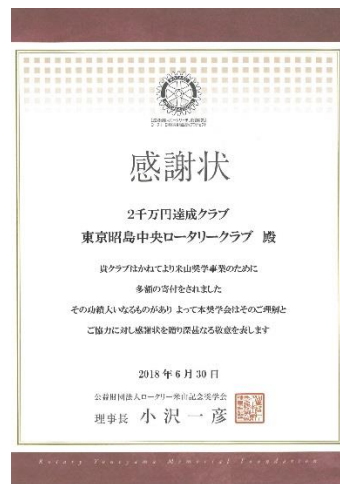 感謝状
2千万円達成クラブ
東京昭島中央ロータリークラブ 殿
貴クラブはかねてより米山奨学事業のために
多額の寄付をされました
その功績大いなるものがあり よって本奨学会はそのご理解と
ご協力に対し感謝状を贈り深甚なる敬意を表します
2018年6月30日
公益財団法人ロータリー米山記念奨学会
理事長 小沢一彦
Rotary Yoneyama Memorial Foundation